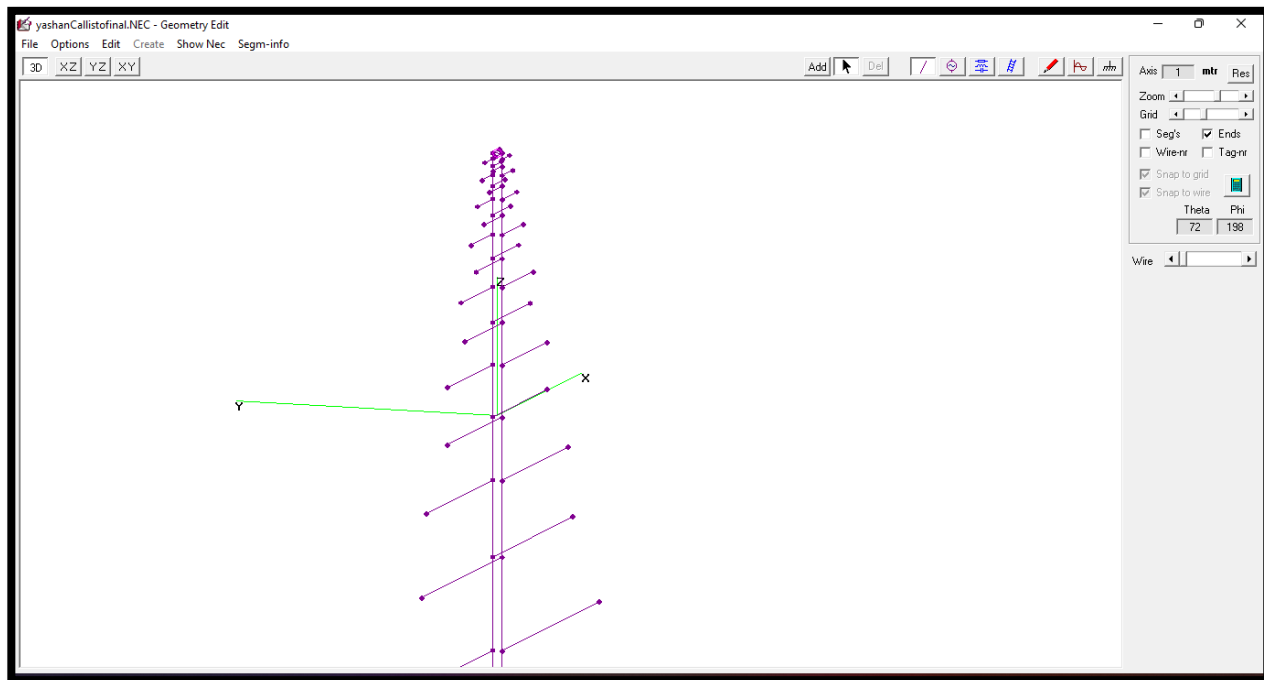 yashanCallistofinal.NEC - Geometry Edit
File Options Edit Create Show Nec Segm-info
3D XZ YZ XY Add Del
Axis 1 mtr Res
Zoom
Grid
Seg's Ends
Wire-nr Tag-nr
Snap to grid
Snap to wire
Theta Phi
72 198
Wire
Z
X
Y